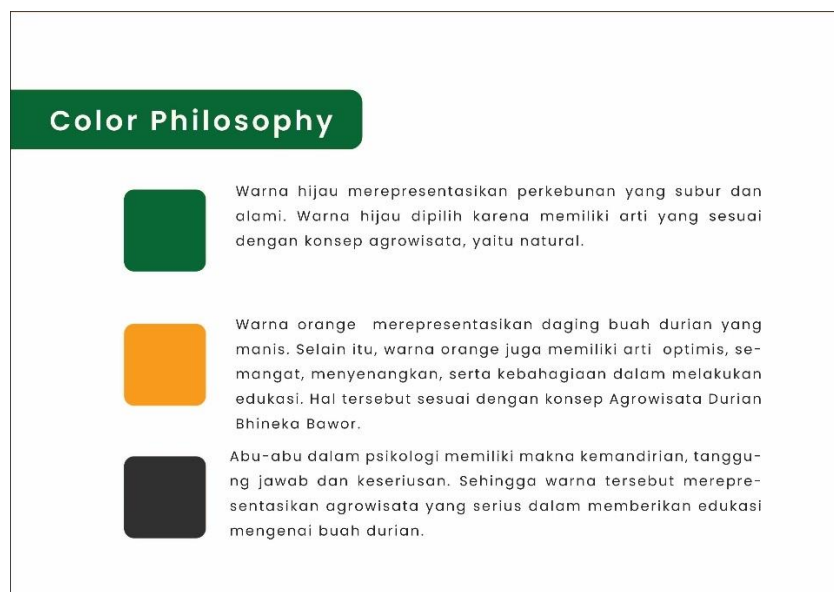 Color Philosophy
Warna hijau merepresentasikan perkebunan yang subur dan
alami. Warna hijau dipilih karena memiliki arti yang sesuai
dengan konsep agrowisata, yaitu natural.
Warna orange  merepresentasikan daging buah durian yang
manis. Selain itu, warna orange juga memiliki arti  optimis, se-
mangat, menyenangkan, serta kebahagiaan dalam melakukan
edukasi. Hal tersebut sesuai dengan konsep Agrowisata Durian
Bhineka Bawor.
Abu-abu dalam psikologi memiliki makna kemandirian, tanggu-
ng jawab dan keseriusan. Sehingga warna tersebut merepre-
sentasikan agrowisata yang serius dalam memberikan edukasi
mengenai buah durian.